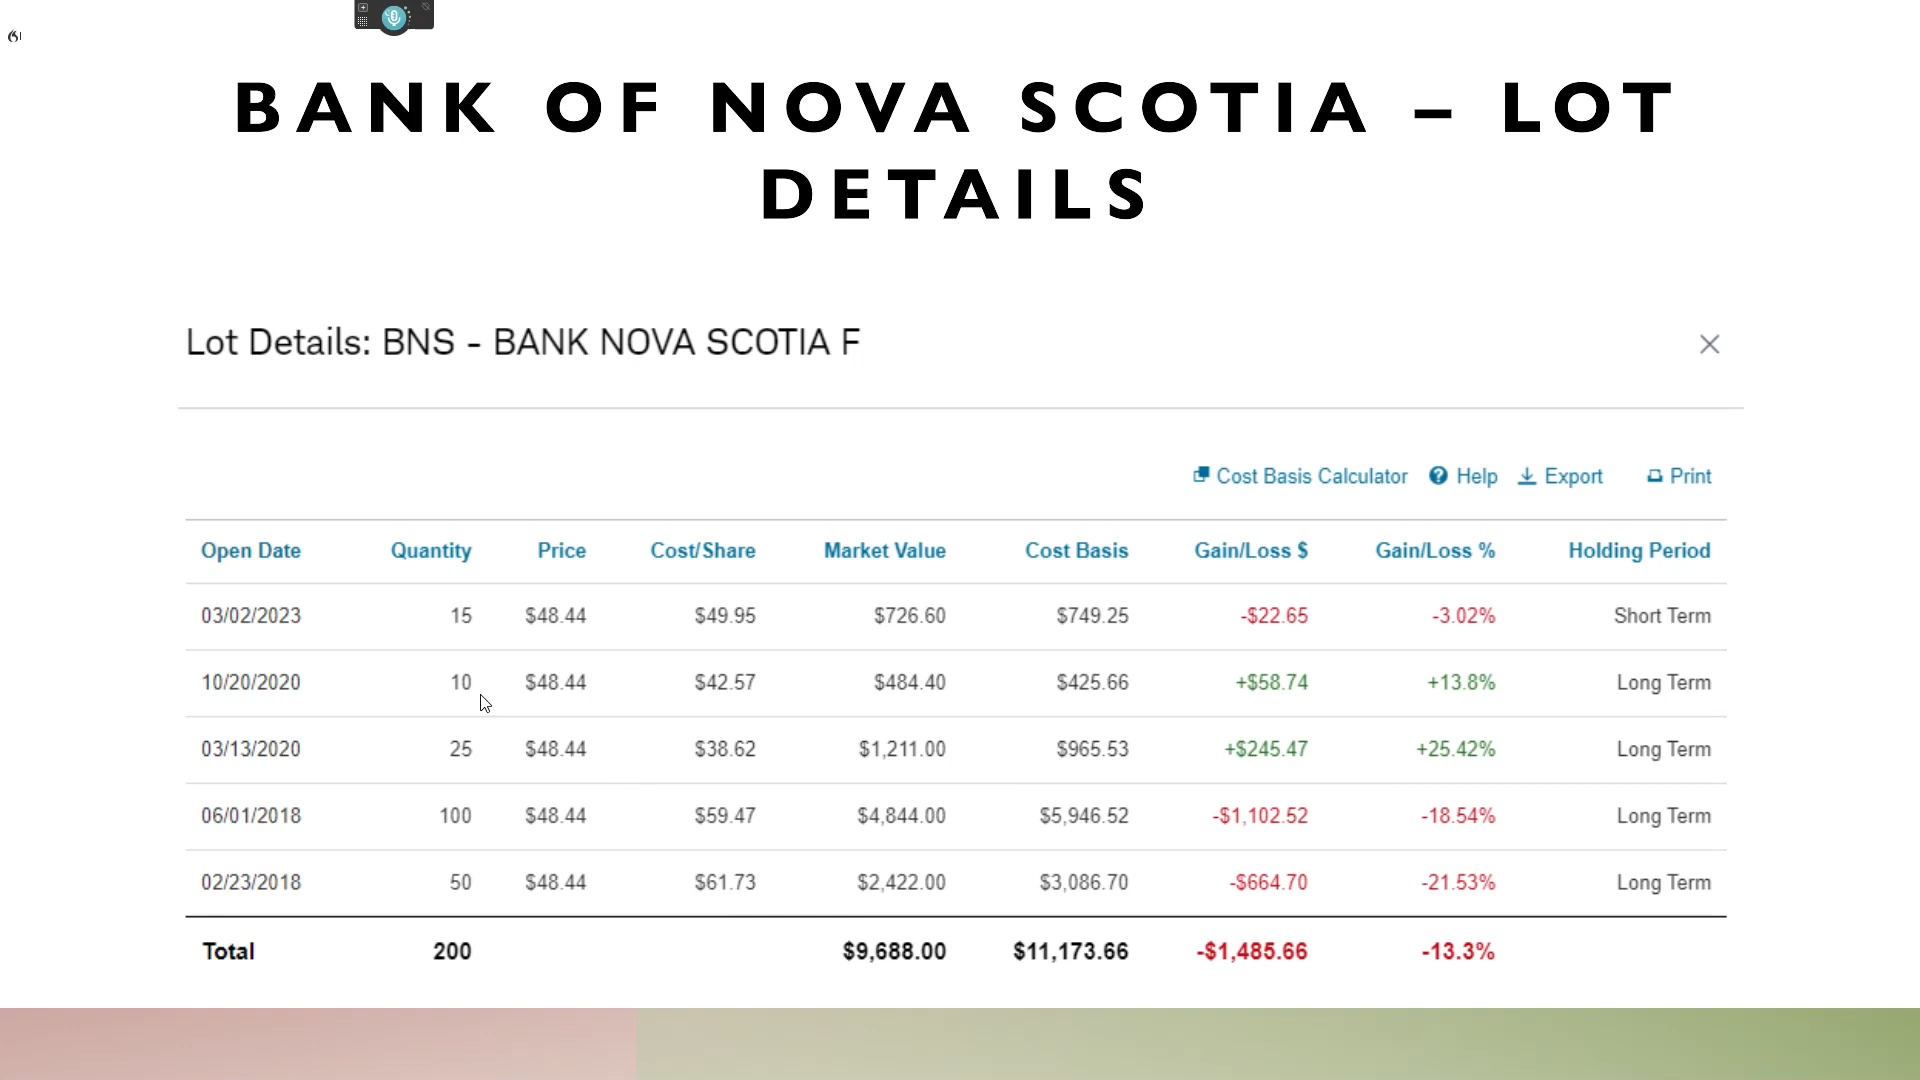 BANK OF NOVA SCOTIA – LOT
DETAILS
Lot Details: BNS - BANK NOVA SCOTIA F
Cost Basis Calculator Help Export Print
Open Date Quantity Price Cost/Share Market Value Cost Basis Gain/Loss $ Gain/Loss % Holding Period
03/02/2023 15 $48.44 $49.95 $726.60 $749.25 -$22.65 -3.02% Short Term
10/20/2020 10 $48.44 $42.57 $484.40 $425.66 +$58.74 +13.8% Long Term
03/13/2020 25 $48.44 $38.62 $1,211.00 $965.53 +$245.47 +25.42% Long Term
06/01/2018 100 $48.44 $59.47 $4,844.00 $5,946.52 -$1,102.52 -18.54% Long Term
02/23/2018 50 $48.44 $61.73 $2,422.00 $3,086.70 -$664.70 -21.53% Long Term
Total 200 $9,688.00 $11,173.66 -$1,485.66 -13.3%